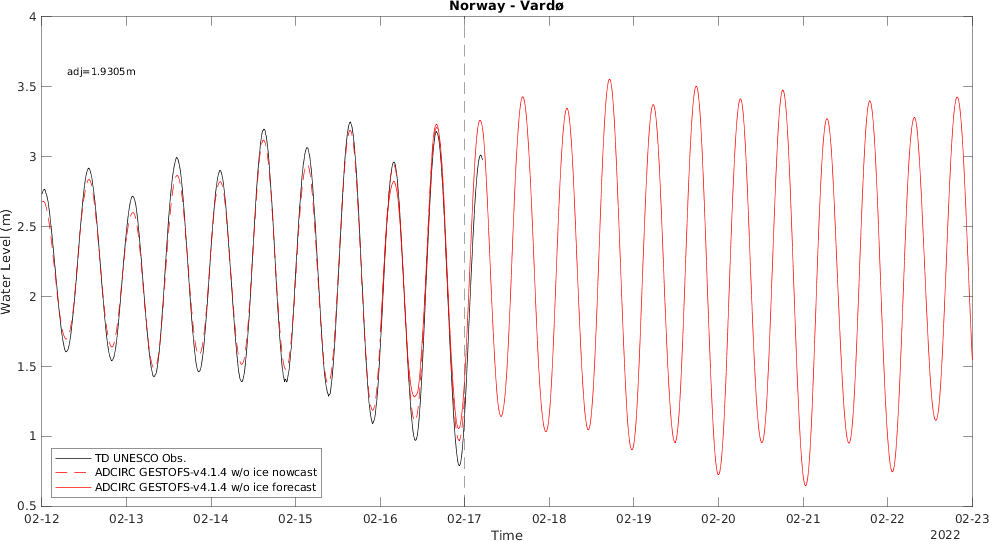 Norway - Vardø
4
3.5
3
2.5
2
1.5
1
0.5
Water Level (m)
adj=1.9305m
TD UNESCO Obs.
ADCIRC GESTOFS-v4.1.4 w/o ice nowcast
ADCIRC GESTOFS-v4.1.4 w/o ice forecast
02-12 02-13 02-14 02-15 02-16 02-17 02-18 02-19 02-20 02-21 02-22 02-23
Time
2022